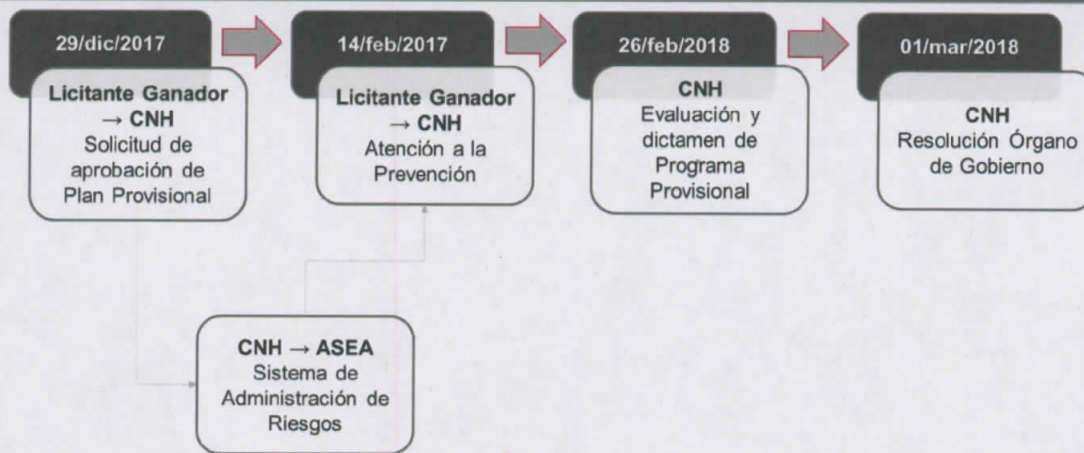 29/dic/2017
Licitante Ganador
→ CNH
Solicitud de
aprobación de
Plan Provisional
14/feb/2017
Licitante Ganador
→ CNH
Atención a la
Prevención
26/feb/2018
CNH
Evaluación y
dictamen de
Programa
Provisional
01/mar/2018
CNH
Resolución Órgano
de Gobierno
CNH → ASEA
Sistema de
Administración de
Riesgos